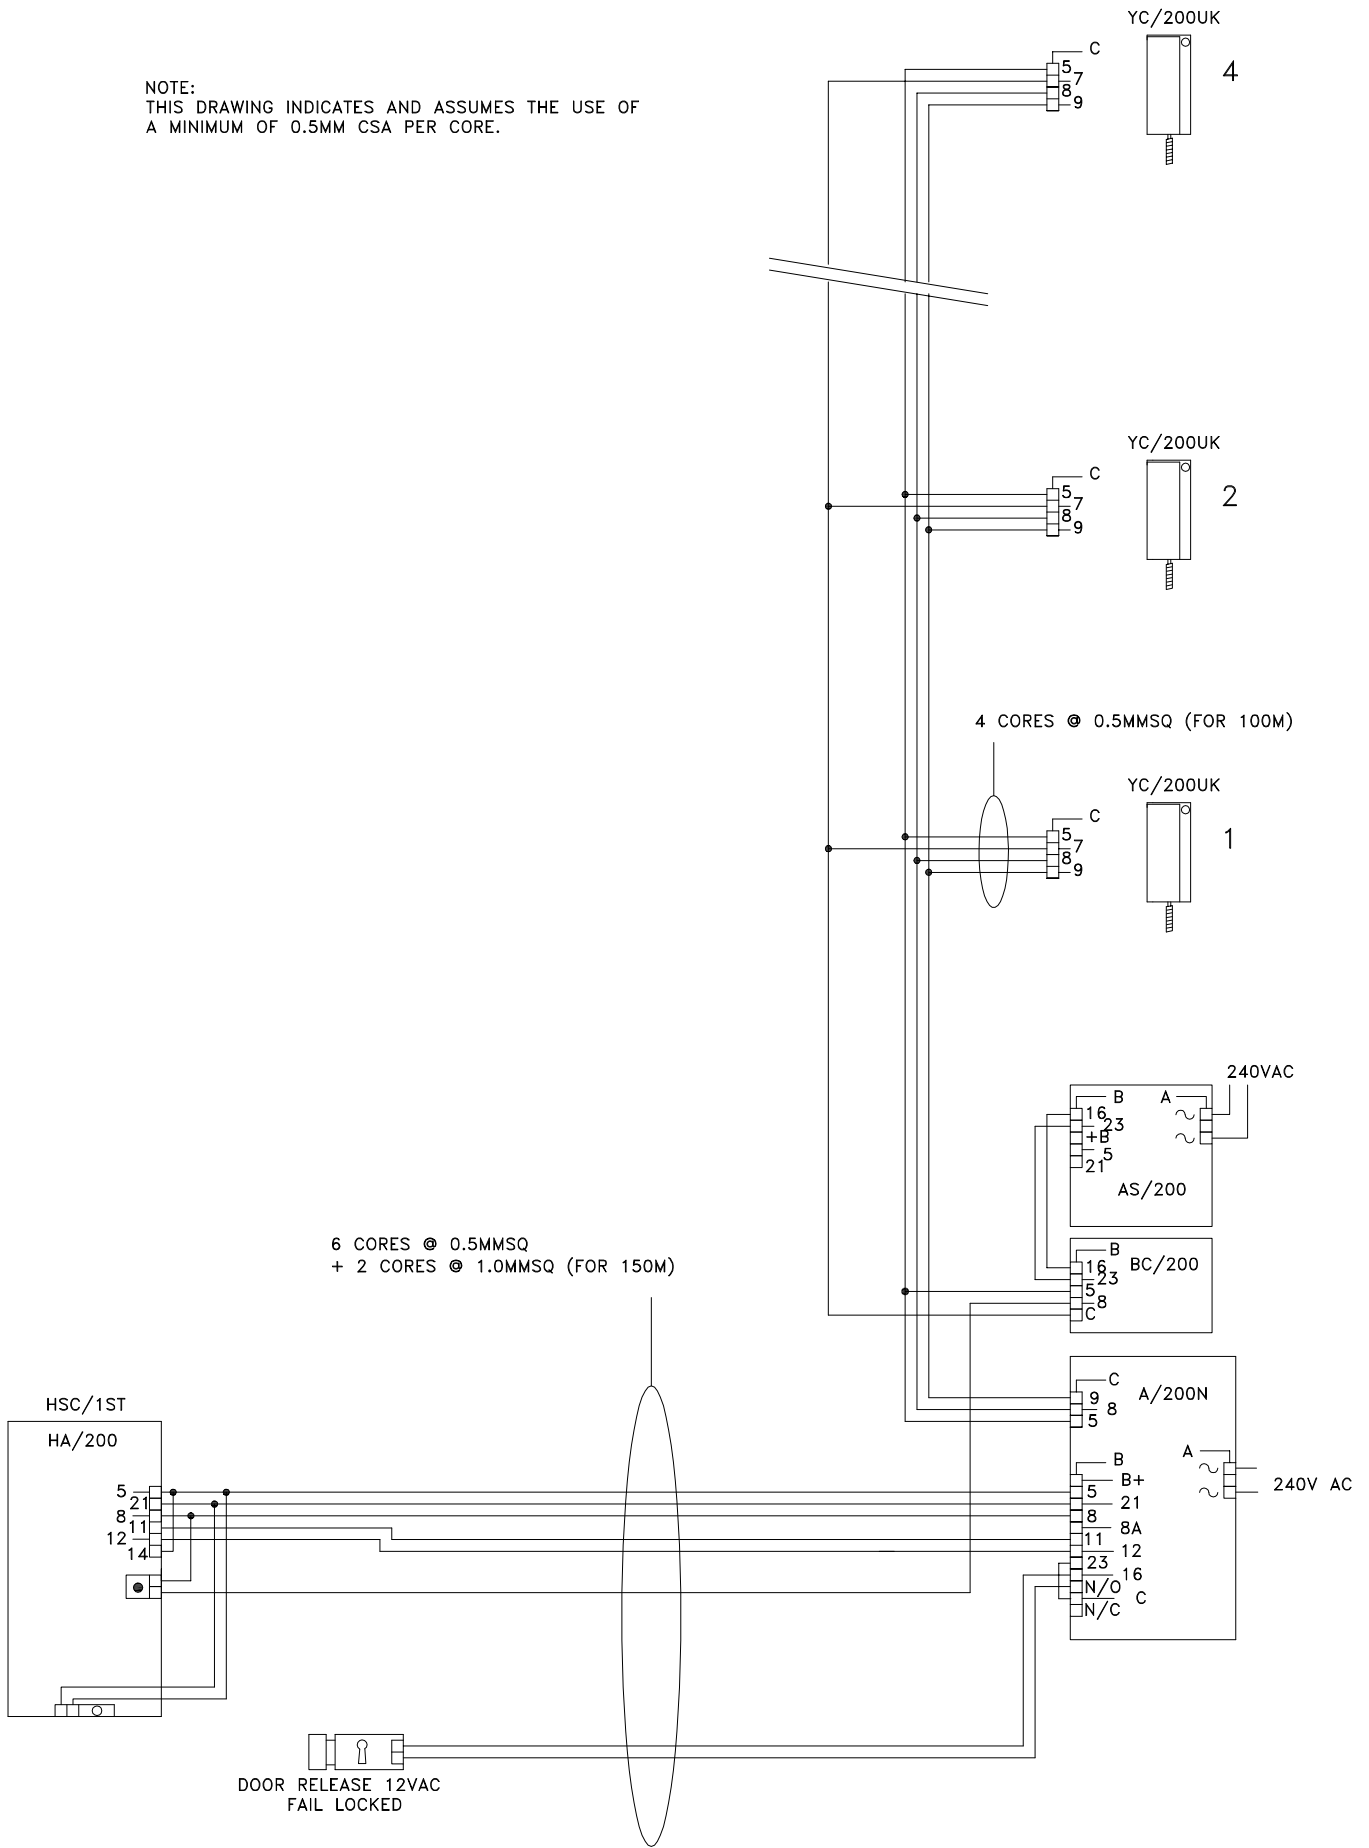 YC/200UK
C
5
7
8
9
4
NOTE:
THIS DRAWING INDICATES AND ASSUMES THE USE OF
A MINIMUM OF 0.5MM CSA PER CORE.
YC/200UK
C
5
7
8
9
2
4 CORES @ 0.5MMSQ (FOR 100M)
YC/200UK
C
5
7
8
9
1
240VAC
B
A
16
23
+B
5
21
AS/200
6 CORES @ 0.5MMSQ
+ 2 CORES @ 1.0MMSQ (FOR 150M)
B
16
BC/200
23
5
8
C
C
9
A/200N
8
5
B
A
B+
5
21
8
8A
11
12
23
16
N/O
C
N/C
240V AC
HSC/1ST
HA/200
5
21
8
11
12
14
DOOR RELEASE 12VAC
FAIL LOCKED